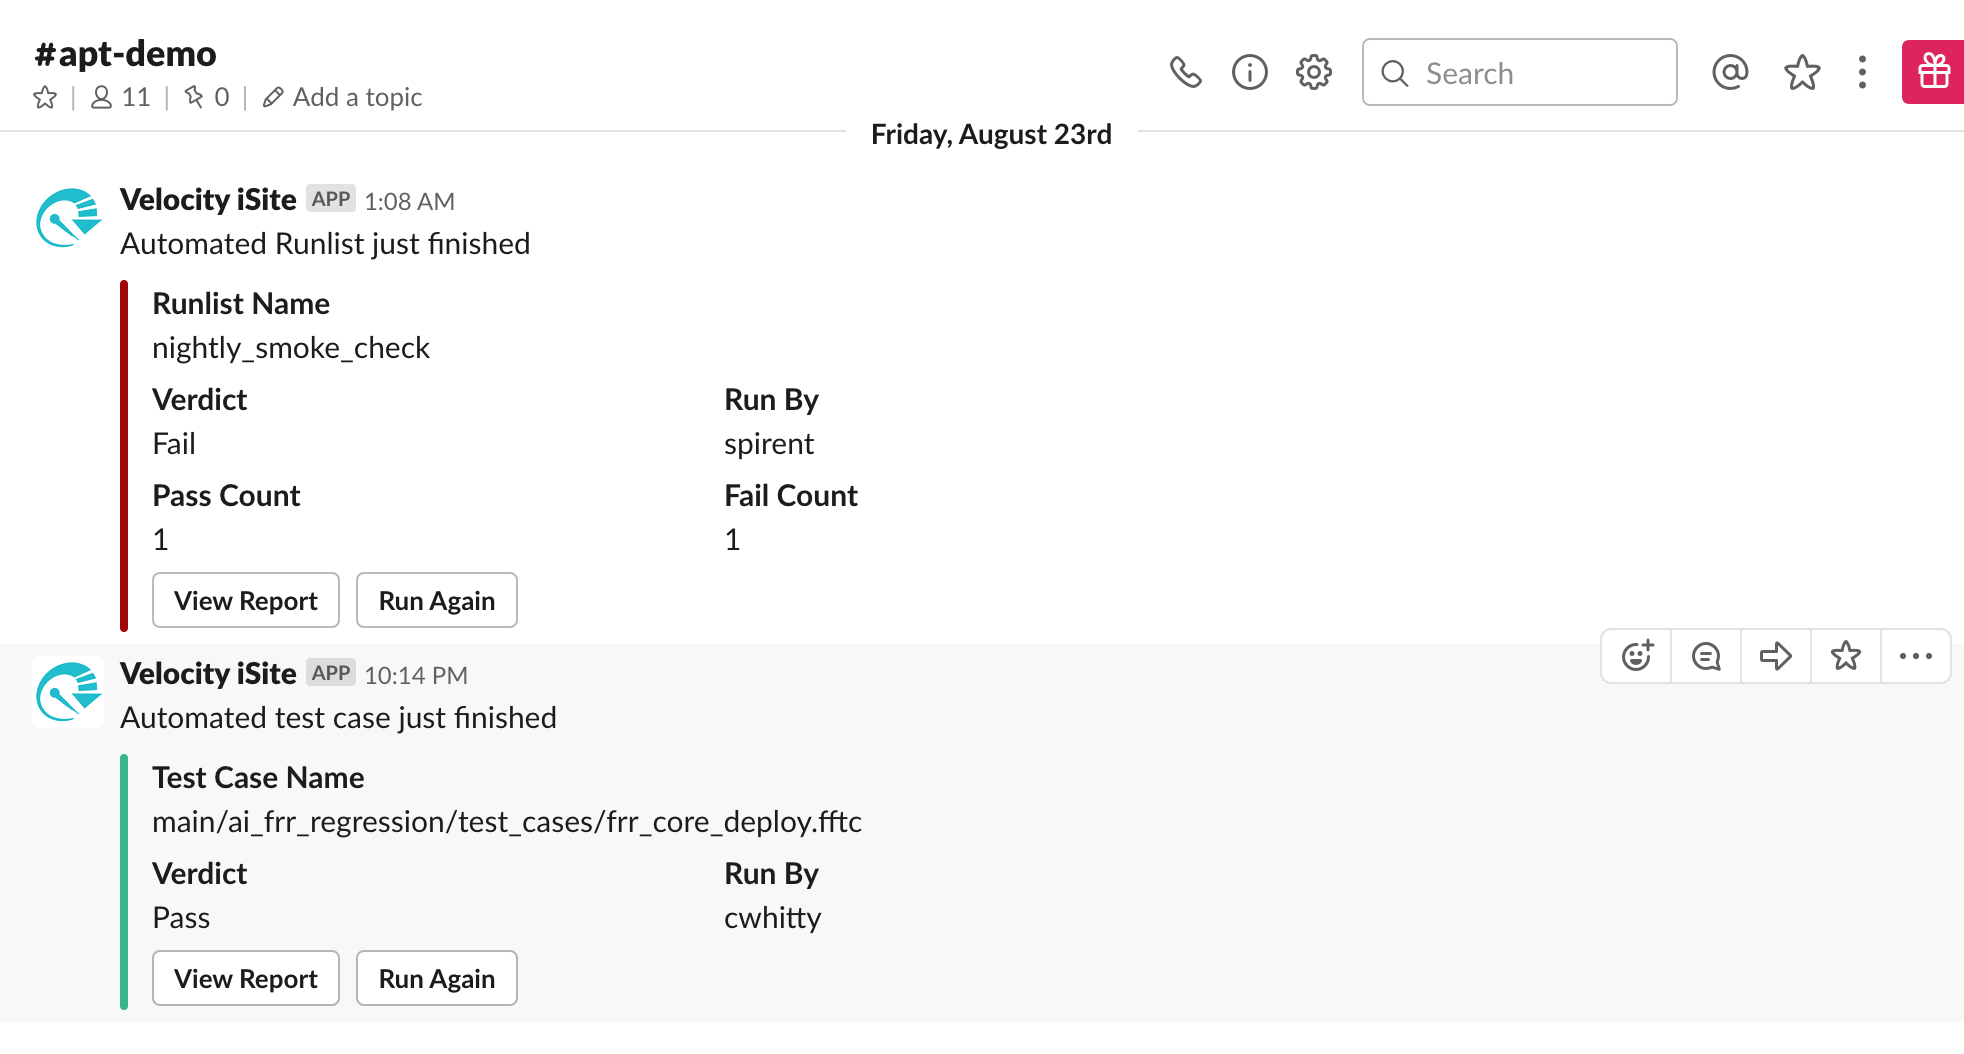 #apt-demo
11 | 0 | Add a topic
Search
Friday, August 23rd
Velocity iSite APP 1:08 AM
Automated Runlist just finished
Runlist Name
nightly_smoke_check
Verdict Run By
Fail spirent
Pass Count Fail Count
1 1
View Report Run Again
Velocity iSite APP 10:14 PM
Automated test case just finished
Test Case Name
main/ai_frr_regression/test_cases/frr_core_deploy.fftc
Verdict Run By
Pass cwhitty
View Report Run Again